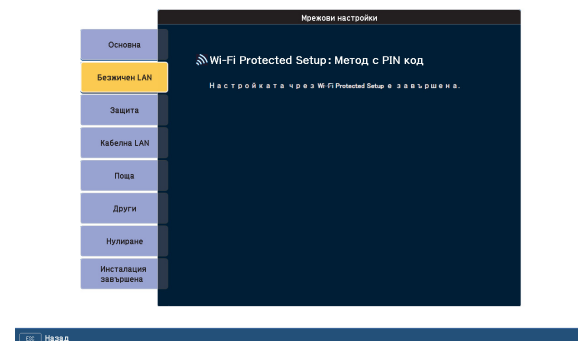 Мрежови настройки
Основна
Безжичен LAN
Защита
Кабелна LAN
Поща
Други
Нулиране
Инсталация
завършена
Wi-Fi Protected Setup: Метод с PIN код
Настройката чрез Wi-Fi Protected Setup е завършена.
Esc Назад